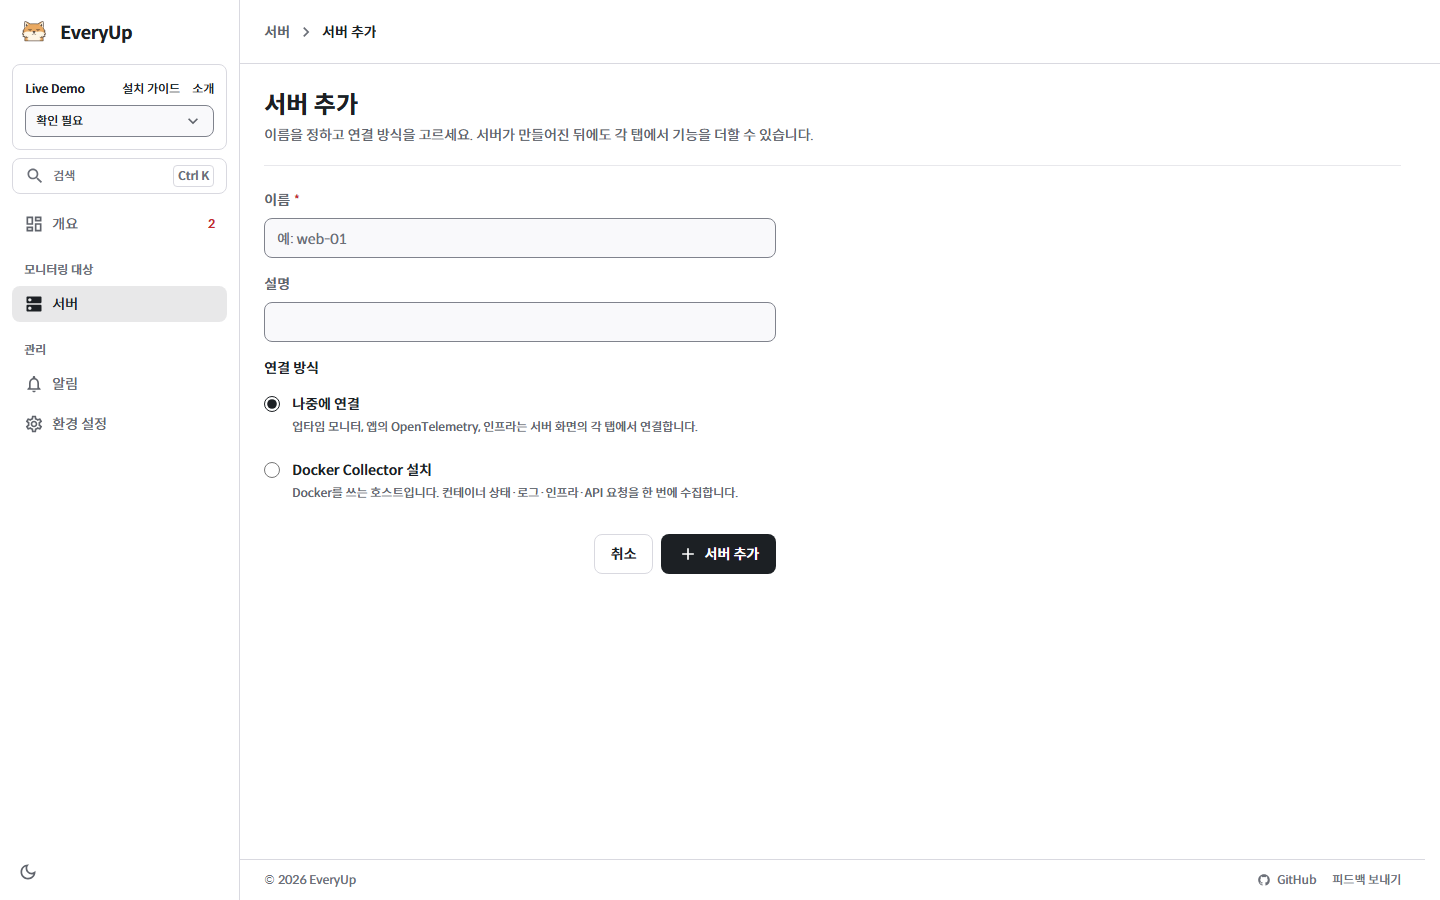 EveryUp
Live Demo 설치 가이드 소개
확인 필요
검색 Ctrl K
개요 2
모니터링 대상
서버
관리
알림
환경 설정
서버 > 서버 추가
서버 추가
이름을 정하고 연결 방식을 고르세요. 서버가 만들어진 뒤에도 각 탭에서 기능을 더할 수 있습니다.
이름 *
예: web-01
설명
연결 방식
나중에 연결
업타임 모니터, 앱의 OpenTelemetry, 인프라는 서버 화면의 각 탭에서 연결합니다.
Docker Collector 설치
Docker를 쓰는 호스트입니다. 컨테이너 상태·로그·인프라·API 요청을 한 번에 수집합니다.
취소 + 서버 추가
© 2026 EveryUp GitHub 피드백 보내기